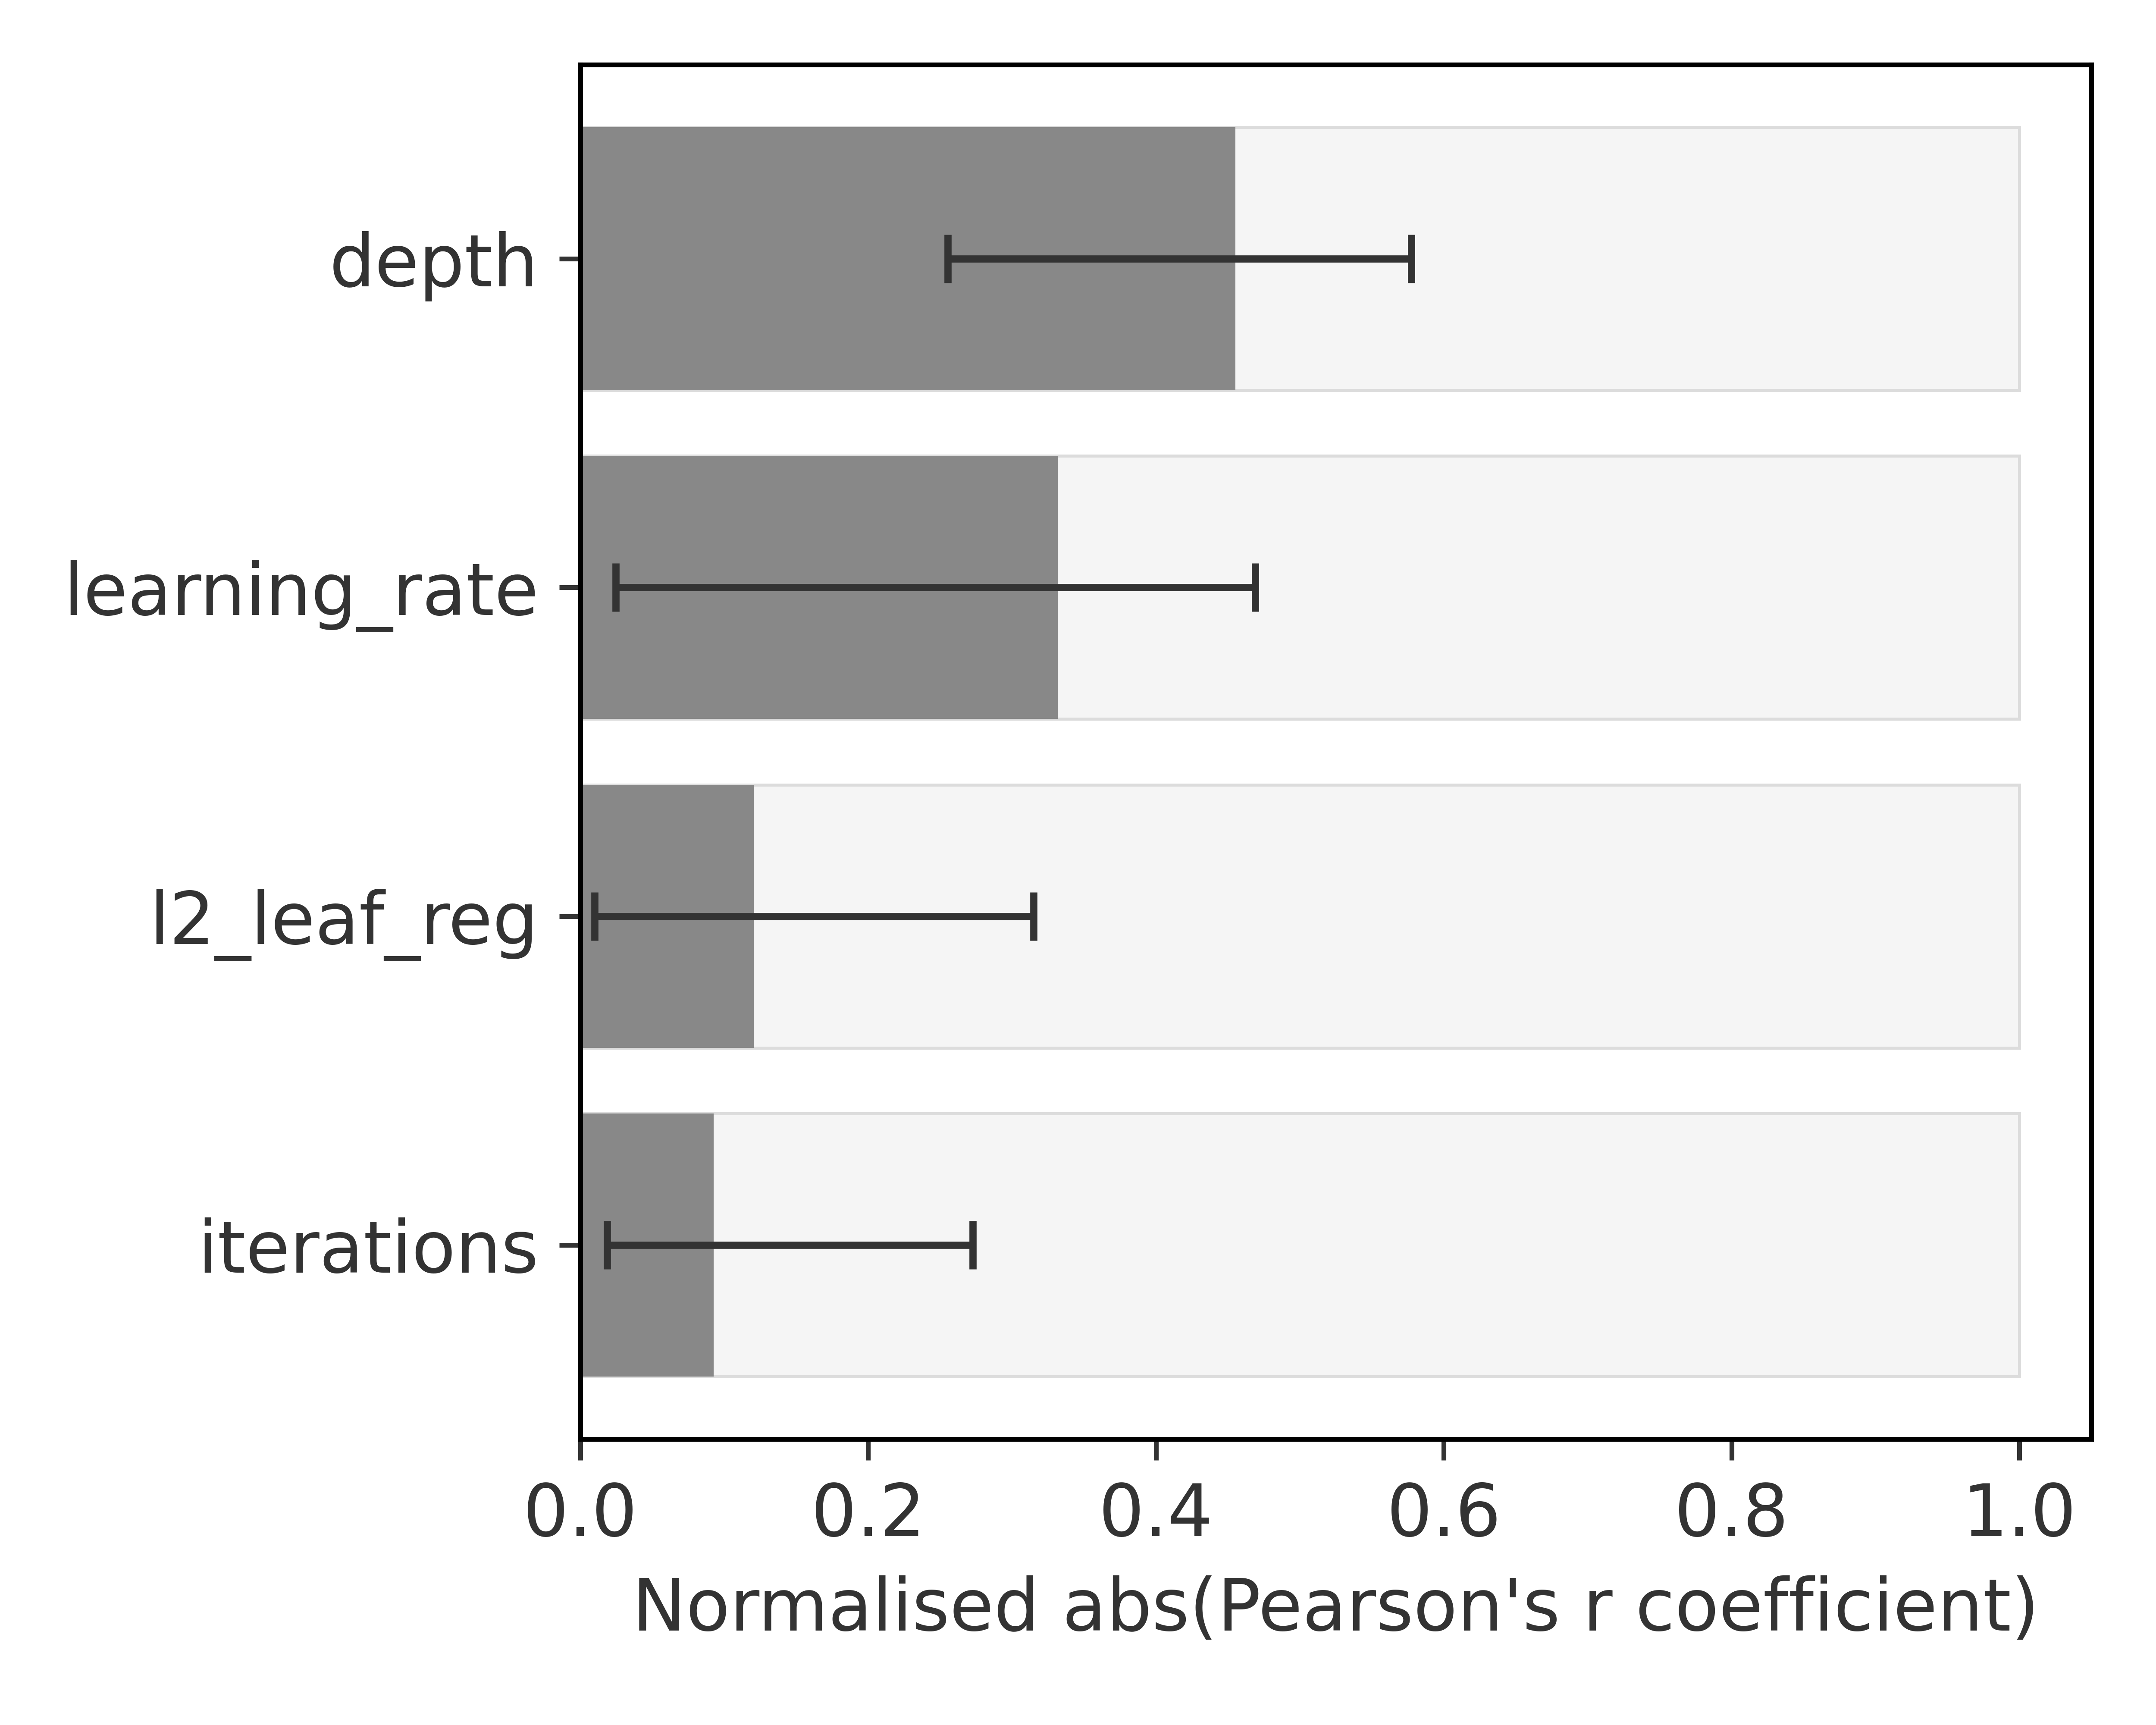 depth
learning_rate
l2_leaf_reg
iterations
0.0 0.2 0.4 0.6 0.8 1.0
Normalised abs(Pearson's r coefficient)